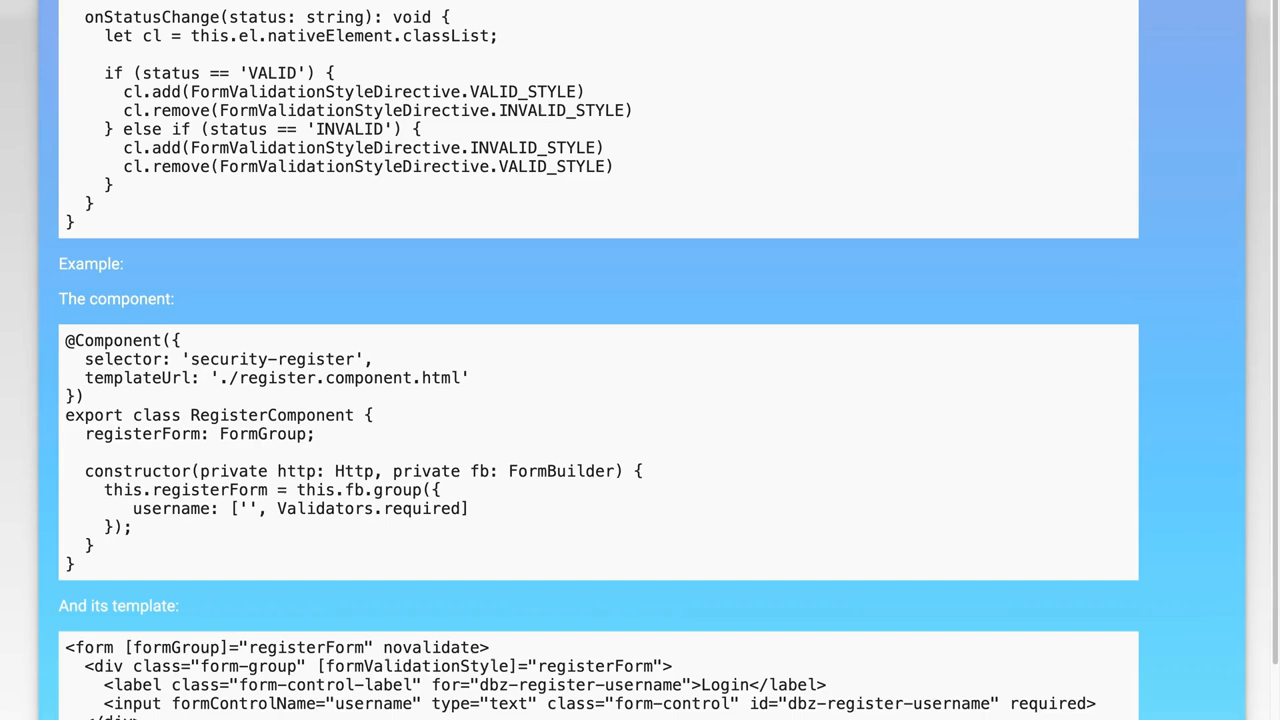 onStatusChange(status: string): void {
let cl = this.el.nativeElement.classList;
if (status == 'VALID') {
cl.add(FormValidationStyleDirective.VALID_STYLE)
cl.remove(FormValidationStyleDirective.INVALID_STYLE)
} else if (status == 'INVALID') {
cl.add(FormValidationStyleDirective.INVALID_STYLE)
cl.remove(FormValidationStyleDirective.VALID_STYLE)
}
}
}
Example:
The component:
@Component({
selector: 'security-register',
templateUrl: './register.component.html'
})
export class RegisterComponent {
registerForm: FormGroup;
constructor(private http: Http, private fb: FormBuilder) {
this.registerForm = this.fb.group({
username: ['', Validators.required]
});
}
}
And its template:
<form [formGroup]="registerForm" novalidate>
<div class="form-group" [formValidationStyle]="registerForm">
<label class="form-control-label" for="dbz-register-username">Login</label>
<input formControlName="username" type="text" class="form-control" id="dbz-register-username" required>
</div>